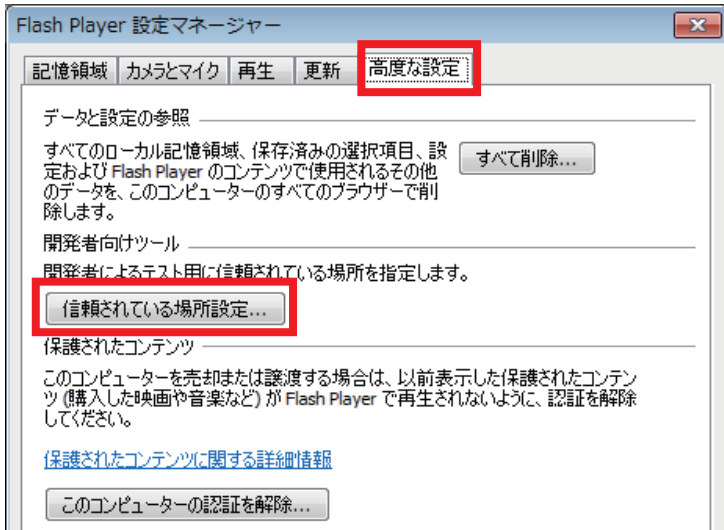 Flash Player 設定マネージャー
記憶領域 カメラとマイク 再生 更新 高度な設定
データと設定の参照
すべてのローカル記憶領域、保存済みの選択項目、設
定および Flash Player のコンテンツで使用されるその他
のデータを、このコンピューターのすべてのブラウザーで削
除します。
すべて削除...
開発者向けツール
開発者によるテスト用に信頼されている場所を指定します。
信頼されている場所設定...
保護されたコンテンツ
このコンピューターを売却または譲渡する場合は、以前表示した保護されたコンテン
ツ (購入した映画や音楽など) が Flash Player で再生されないように、認証を解除
してください。
保護されたコンテンツに関する詳細情報
このコンピューターの認証を解除...